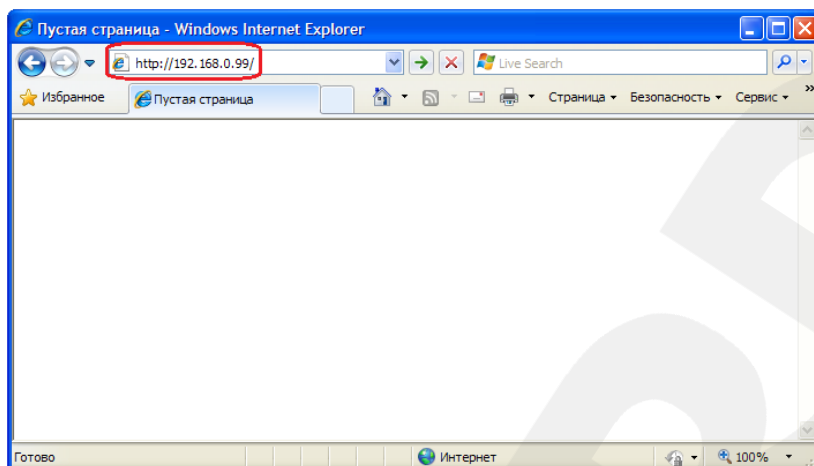 Пустая страница - Windows Internet Explorer
http://192.168.0.99/ Live Search
Избранное Пустая страница Страница Безопасность Сервис »
Готово Интернет 100%